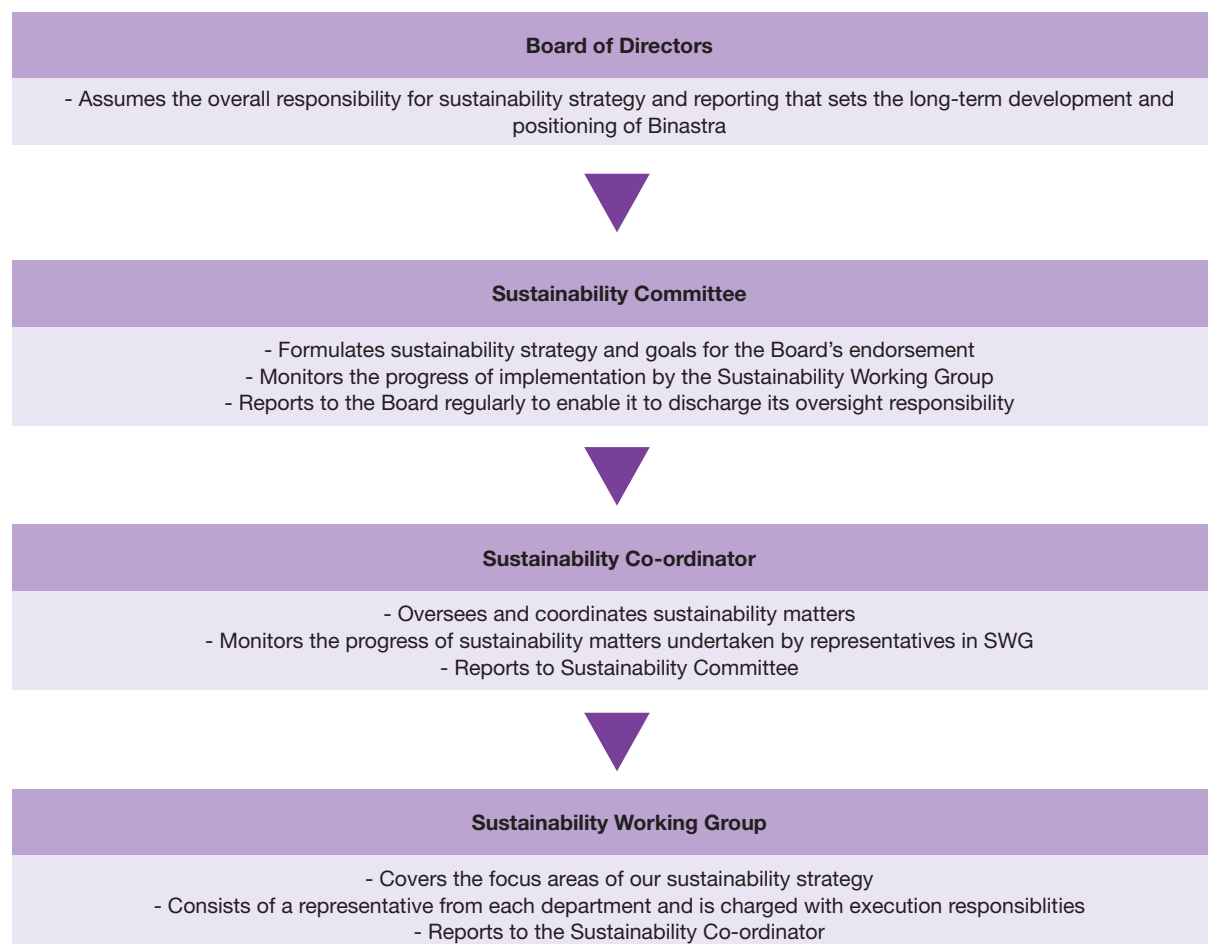 Board of Directors
- Assumes the overall responsibility for sustainability strategy and reporting that sets the long-term development and
positioning of Binastra
Sustainability Committee
- Formulates sustainability strategy and goals for the Board’s endorsement
- Monitors the progress of implementation by the Sustainability Working Group
- Reports to the Board regularly to enable it to discharge its oversight responsibility
Sustainability Co-ordinator
- Oversees and coordinates sustainability matters
- Monitors the progress of sustainability matters undertaken by representatives in SWG
- Reports to Sustainability Committee
Sustainability Working Group
- Covers the focus areas of our sustainability strategy
- Consists of a representative from each department and is charged with execution responsiblities
- Reports to the Sustainability Co-ordinator